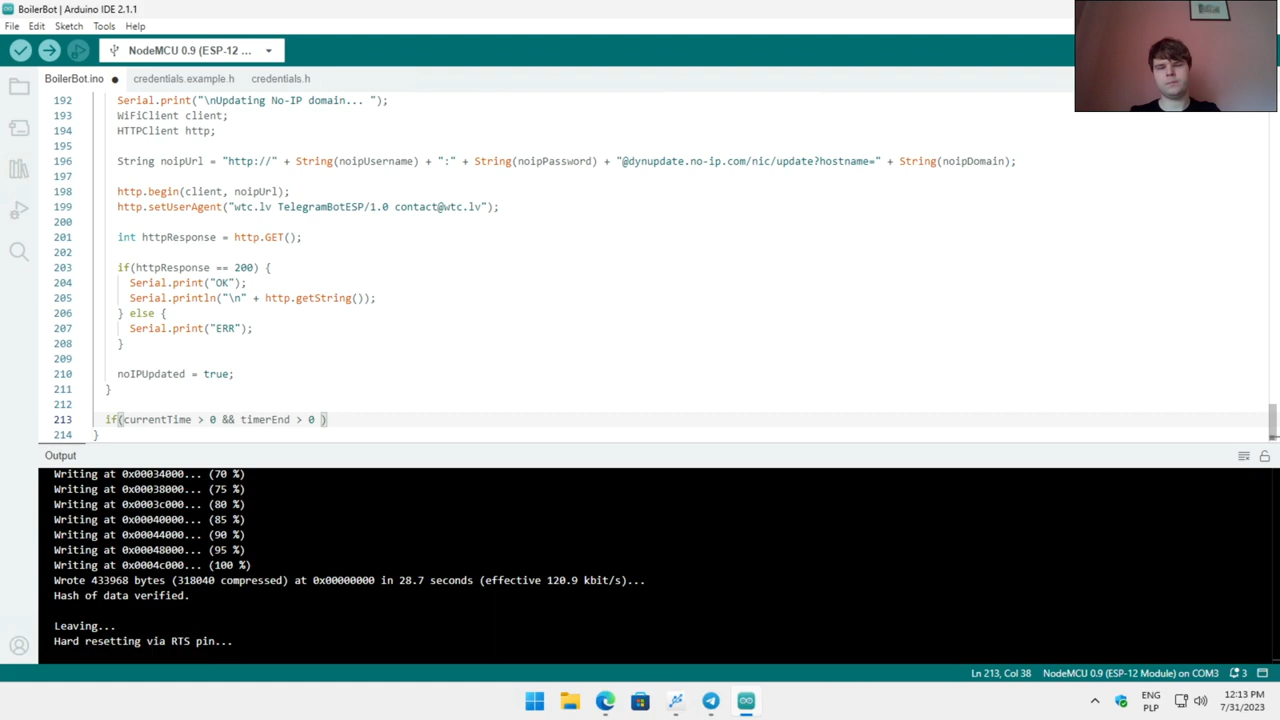 BoilerBot | Arduino IDE 2.1.1
File Edit Sketch Tools Help
NodeMCU 0.9 (ESP-12 ...
BoilerBot.ino credentials.example.h credentials.h
192 Serial.print("\nUpdating No-IP domain... ");
193 WiFiClient client;
194 HTTPClient http;
195
196 String noipUrl = "http://" + String(noipUsername) + ":" + String(noipPassword) + "@dynupdate.no-ip.com/nic/update?hostname=" + String(noipDomain);
197
198 http.begin(client, noipUrl);
199 http.setUserAgent("wtc.lv TelegramBotESP/1.0 contact@wtc.lv");
200
201 int httpResponse = http.GET();
202
203 if(httpResponse == 200) {
204 Serial.print("OK");
205 Serial.println("\n" + http.getString());
206 } else {
207 Serial.print("ERR");
208 }
209
210 noIPUpdated = true;
211 }
212
213 if(currentTime > 0 && timerEnd > 0 )
214 }
Output
Writing at 0x00034000... (70 %)
Writing at 0x00038000... (75 %)
Writing at 0x0003c000... (80 %)
Writing at 0x00040000... (85 %)
Writing at 0x00044000... (90 %)
Writing at 0x00048000... (95 %)
Writing at 0x0004c000... (100 %)
Wrote 433968 bytes (318040 compressed) at 0x00000000 in 28.7 seconds (effective 120.9 kbit/s)...
Hash of data verified.
Leaving...
Hard resetting via RTS pin...
Ln 213, Col 38 NodeMCU 0.9 (ESP-12 Module) on COM3 3
ENG
PLP
12:13 PM
7/31/2023